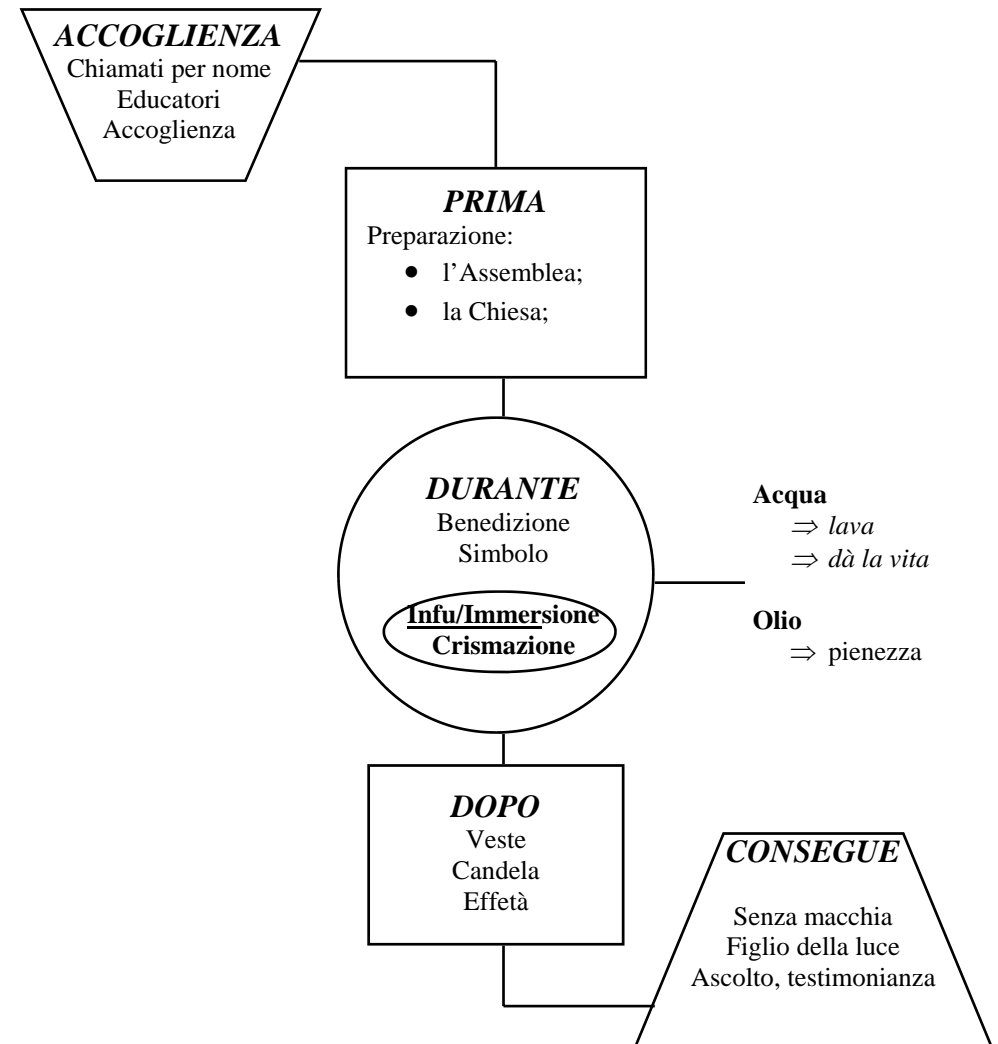 ACCOGLIENZA
Chiamati per nome
Educatori
Accoglienza
PRIMA
Preparazione:
• l’Assemblea;
• la Chiesa;
DURANTE
Benedizione
Simbolo
Infu/Immersione
Crismazione
Acqua
⇒ lava
⇒ dà la vita
Olio
⇒ pienezza
DOPO
Veste
Candela
Effetà
CONSEGUE
Senza macchia
Figlio della luce
Ascolto, testimonianza